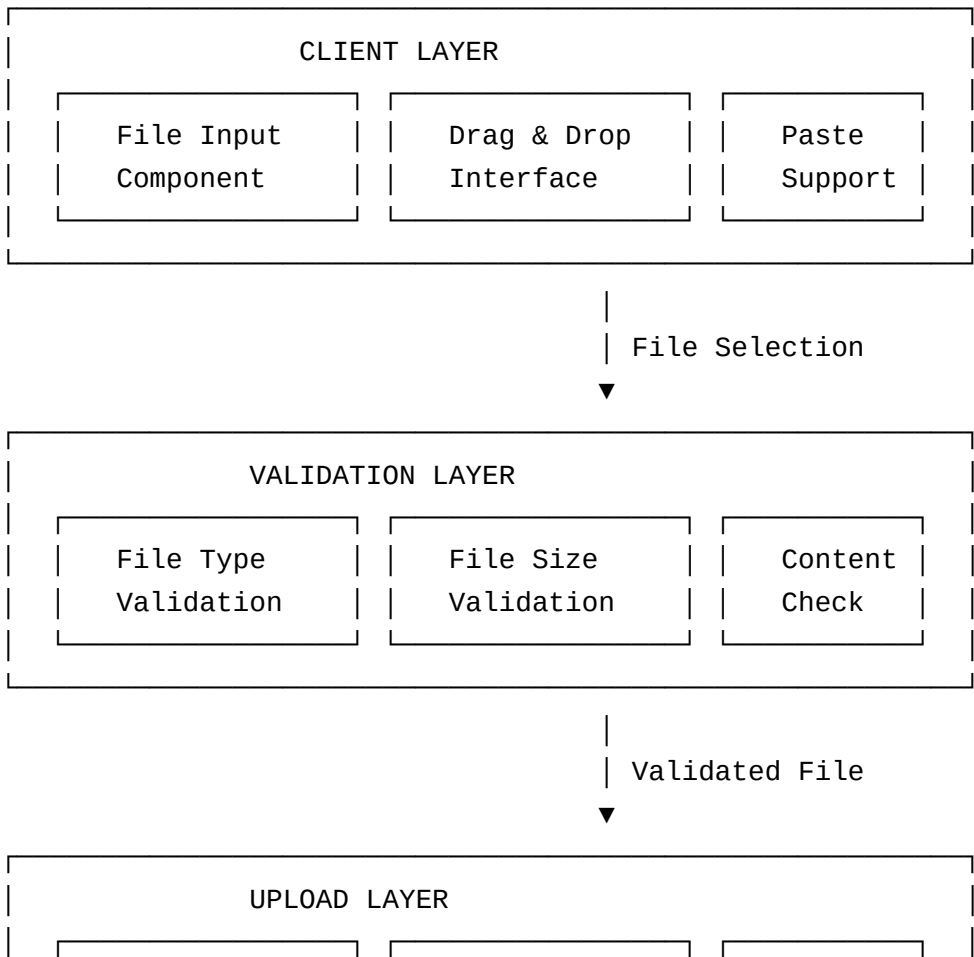 CLIENT LAYER
File Input Drag & Drop Paste
Component Interface Support
File Selection
▼
VALIDATION LAYER
File Type File Size Content
Validation Validation Check
Validated File
▼
UPLOAD LAYER